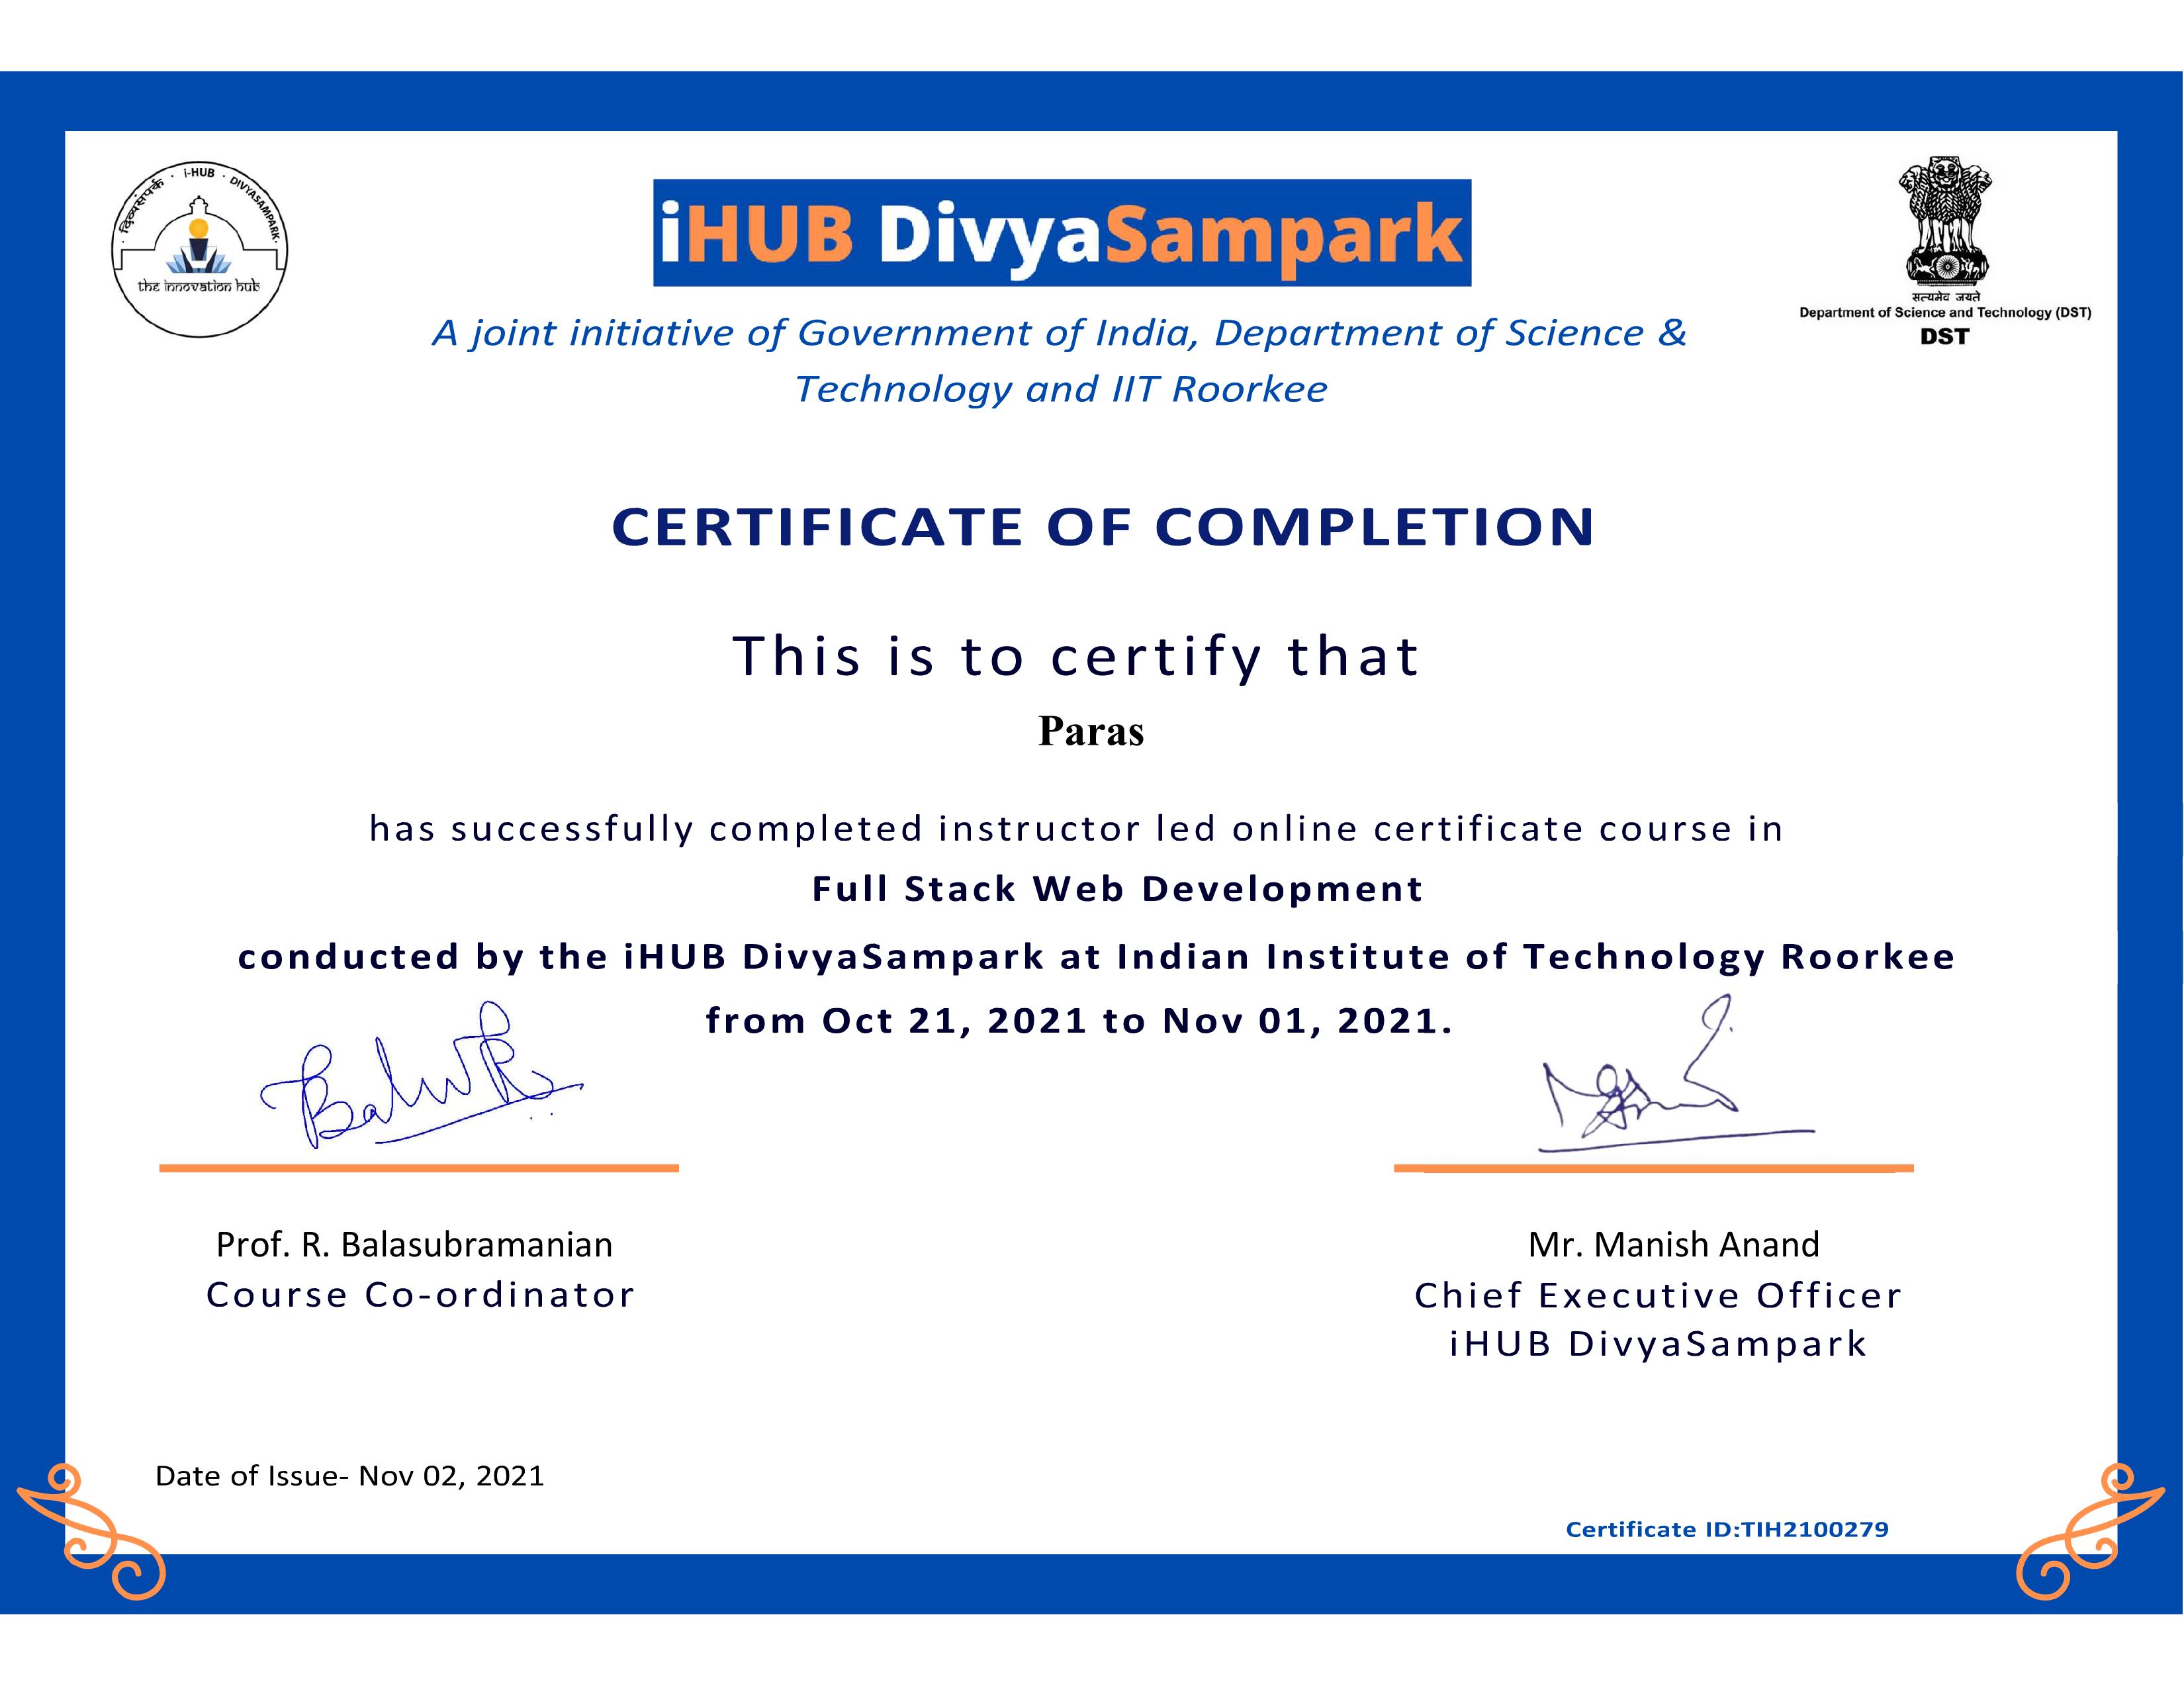 दिव्यसंपर्क · i-HUB · DIVYASAMPARK·
the innovation hub
iHUB DivyaSampark
सत्यमेव जयते
Department of Science and Technology (DST)
DST
A joint initiative of Government of India, Department of Science &
Technology and IIT Roorkee
CERTIFICATE OF COMPLETION
This is to certify that
Paras
has successfully completed instructor led online certificate course in
Full Stack Web Development
conducted by the iHUB DivyaSampark at Indian Institute of Technology Roorkee
from Oct 21, 2021 to Nov 01, 2021.
Prof. R. Balasubramanian
Course Co-ordinator
Mr. Manish Anand
Chief Executive Officer
iHUB DivyaSampark
Date of Issue- Nov 02, 2021
Certificate ID:TIH2100279